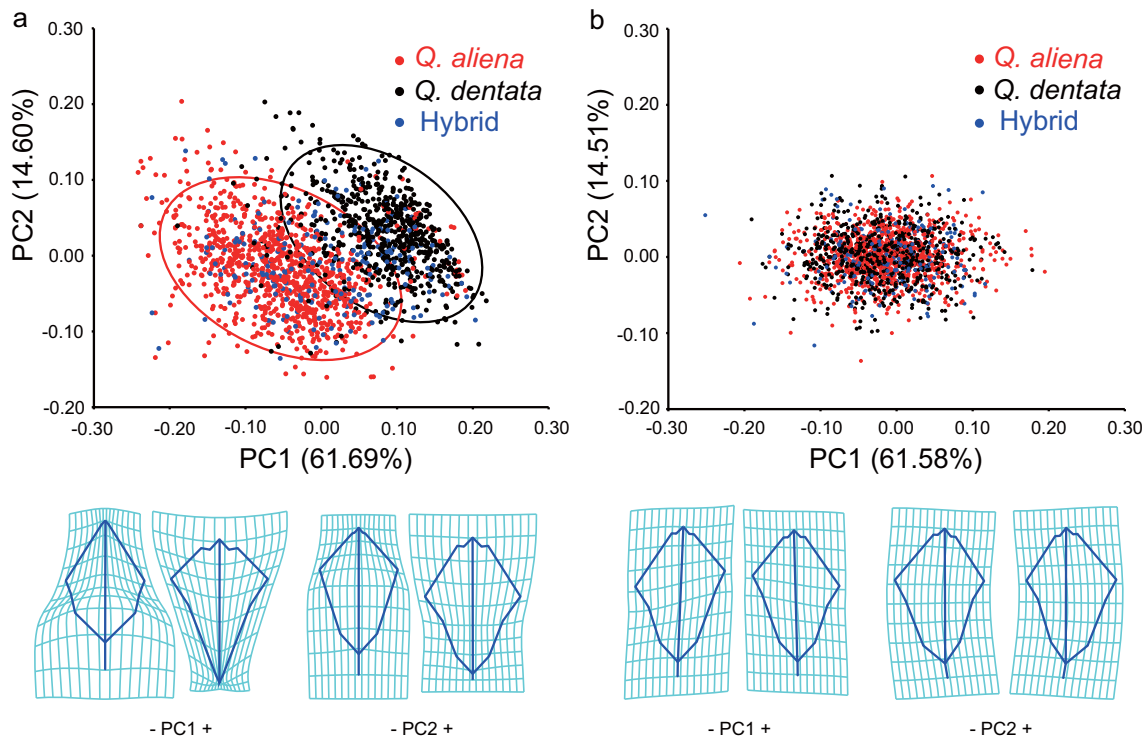 a
0.30
0.20
0.10
0.00
-0.10
-0.20
PC2 (14.60%)
Q. aliena
Q. dentata
Hybrid
-0.30 -0.20 -0.10 0.00 0.10 0.20 0.30
PC1 (61.69%)
b
0.30
0.20
0.10
0.00
-0.10
-0.20
PC2 (14.51%)
Q. aliena
Q. dentata
Hybrid
-0.30 -0.20 -0.10 0.00 0.10 0.20 0.30
PC1 (61.58%)
- PC1 +
- PC2 +
- PC1 +
- PC2 +